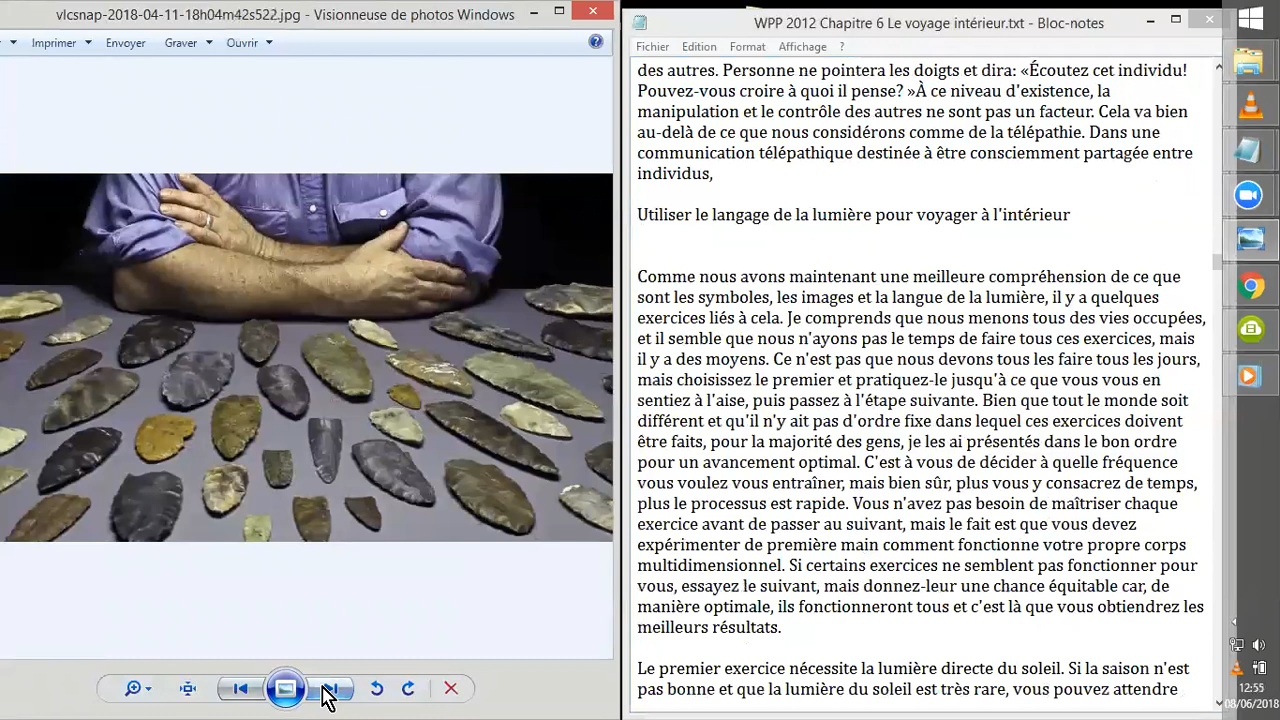 vlcsnap-2018-04-11-18h04m42s522.jpg - Visionneuse de photos Windows
Imprimer Envoyer Graver Ouvrir
WPP 2012 Chapitre 6 Le voyage intérieur.txt - Bloc-notes
Fichier Edition Format Affichage ?
des autres. Personne ne pointera les doigts et dira: «Écoutez cet individu!
Pouvez-vous croire à quoi il pense? »À ce niveau d'existence, la
manipulation et le contrôle des autres ne sont pas un facteur. Cela va bien
au-delà de ce que nous considérons comme de la télépathie. Dans une
communication télépathique destinée à être consciemment partagée entre
individus,
Utiliser le langage de la lumière pour voyager à l'intérieur
Comme nous avons maintenant une meilleure compréhension de ce que
sont les symboles, les images et la langue de la lumière, il y a quelques
exercices liés à cela. Je comprends que nous menons tous des vies occupées,
et il semble que nous n'ayons pas le temps de faire tous ces exercices, mais
il y a des moyens. Ce n'est pas que nous devons tous les faire tous les jours,
mais choisissez le premier et pratiquez-le jusqu'à ce que vous vous en
sentiez à l'aise, puis passez à l'étape suivante. Bien que tout le monde soit
différent et qu'il n'y ait pas d'ordre fixe dans lequel ces exercices doivent
être faits, pour la majorité des gens, je les ai présentés dans le bon ordre
pour un avancement optimal. C'est à vous de décider à quelle fréquence
vous voulez vous entraîner, mais bien sûr, plus vous y consacrez de temps,
plus le processus est rapide. Vous n'avez pas besoin de maîtriser chaque
exercice avant de passer au suivant, mais le fait est que vous devez
expérimenter de première main comment fonctionne votre propre corps
multidimensionnel. Si certains exercices ne semblent pas fonctionner pour
vous, essayez le suivant, mais donnez-leur une chance équitable car, de
manière optimale, ils fonctionneront tous et c'est là que vous obtiendrez les
meilleurs résultats.
Le premier exercice nécessite la lumière directe du soleil. Si la saison n'est
pas bonne et que la lumière du soleil est très rare, vous pouvez attendre
12:55
08/06/2018